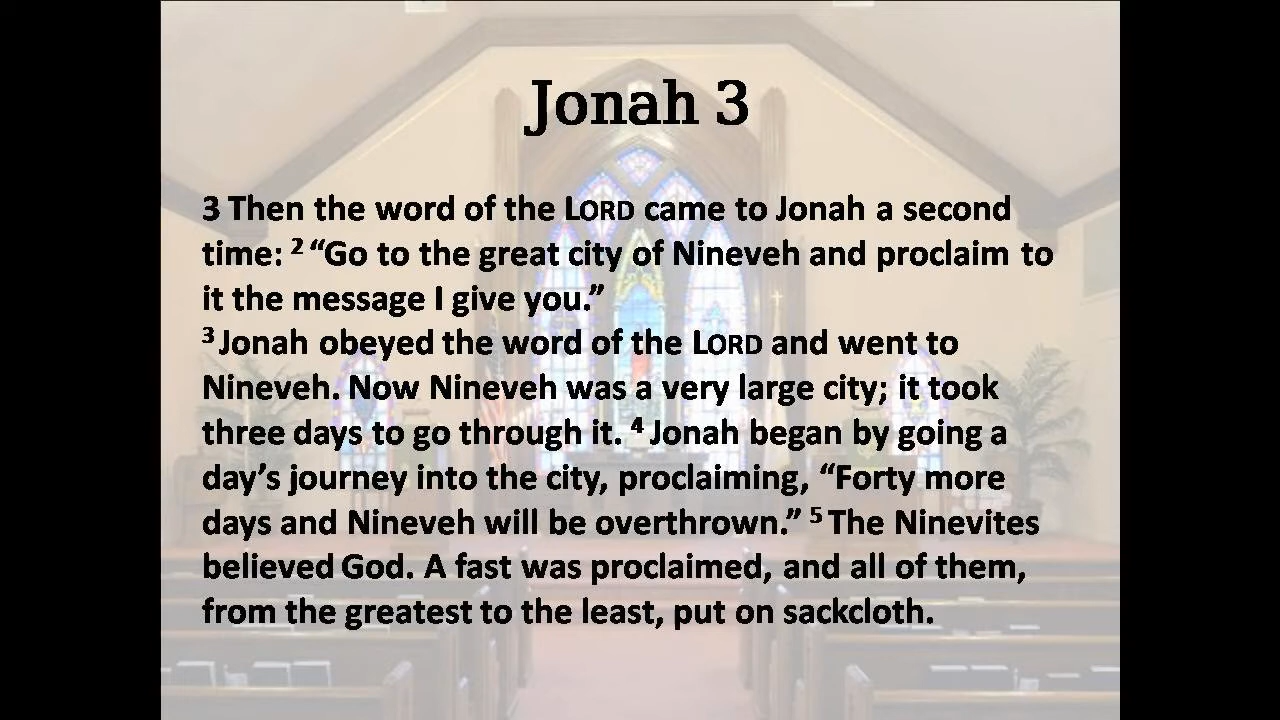 Jonah 3
3 Then the word of the LORD came to Jonah a second
time: 2 “Go to the great city of Nineveh and proclaim to
it the message I give you.”
3 Jonah obeyed the word of the LORD and went to
Nineveh. Now Nineveh was a very large city; it took
three days to go through it. 4 Jonah began by going a
day’s journey into the city, proclaiming, “Forty more
days and Nineveh will be overthrown.” 5 The Ninevites
believed God. A fast was proclaimed, and all of them,
from the greatest to the least, put on sackcloth.